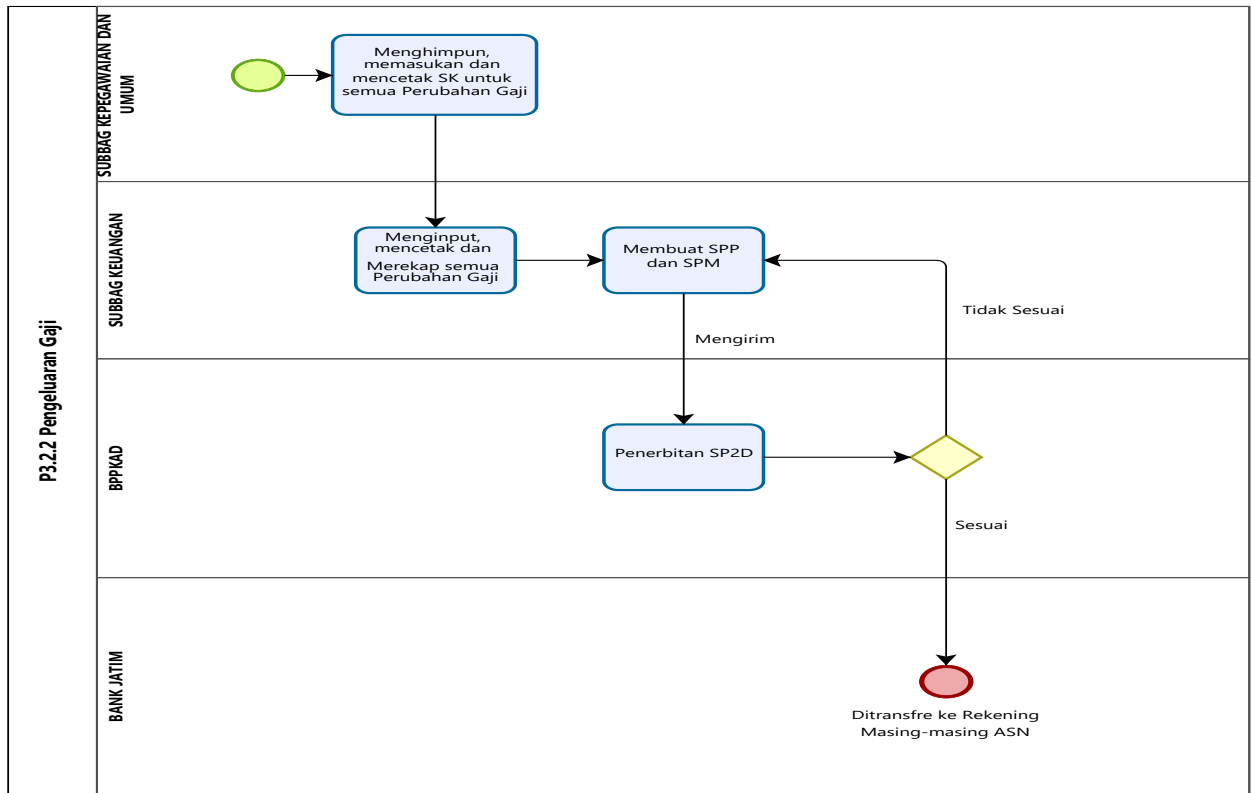 P3.2.2 Pengeluaran Gaji
SUBBAG KEPEGAWAIAN DAN
UMUM
Menghimpun,
memasukan dan
mencetak SK untuk
semua Perubahan Gaji
SUBBAG KEUANGAN
Menginput,
mencetak dan
Merekap semua
Perubahan Gaji
Membuat SPP
dan SPM
Tidak Sesuai
Mengirim
BPPKAD
Penerbitan SP2D
Sesuai
BANK JATIM
Ditransfre ke Rekening
Masing-masing ASN